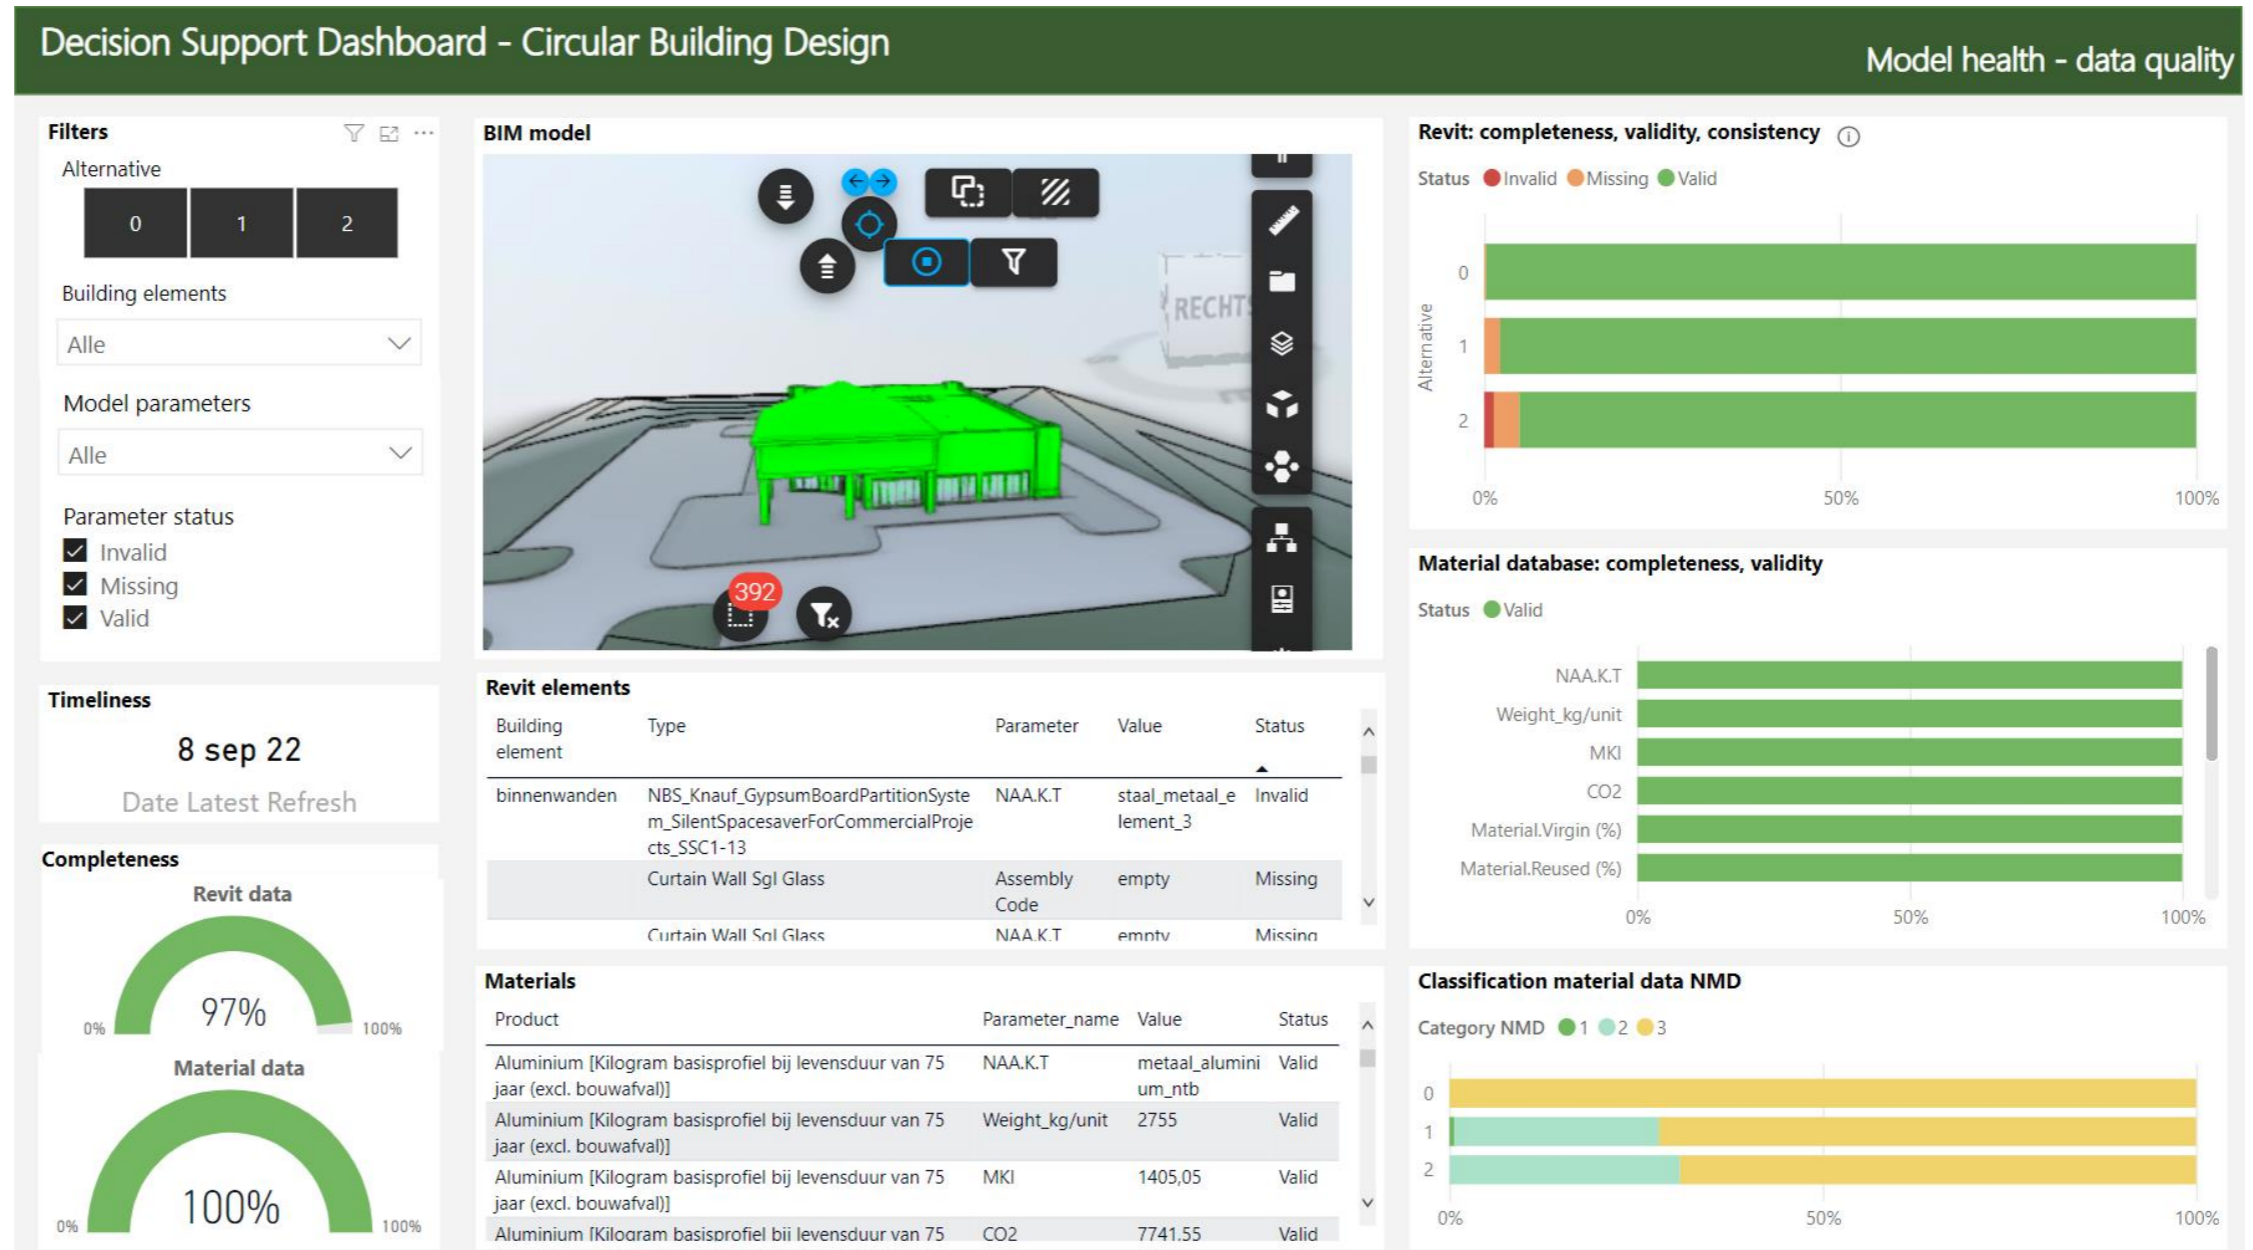 Decision Support Dashboard - Circular Building Design
Model health - data quality
Filters
Alternative
0 1 2
Building elements
Alle
Model parameters
Alle
Parameter status
Invalid
Missing
Valid
Timeliness
8 sep 22
Date Latest Refresh
Completeness
Revit data
97%
0% 100%
Material data
100%
0% 100%
BIM model
RECHTS
392
Revit elements
Building element Type Parameter Value Status
binnenwanden NBS_Knauf_GypsumBoardPartitionSyste NAA.K.T staal_metaal_e Invalid
m_SilentSpacesaverForCommercialProje lement_3
cts_SSC1-13
Curtain Wall Sgl Glass Assembly empty Missing
Code
Curtain Wall Sgl Glass NAA.K.T empty Missing
Materials
Product Parameter_name Value Status
Aluminium [Kilogram basisprofiel bij levensduur van 75 NAA.K.T metaal_alumini Valid
jaar (excl. bouwafval)] um_ntb
Aluminium [Kilogram basisprofiel bij levensduur van 75 Weight_kg/unit 2755 Valid
jaar (excl. bouwafval)]
Aluminium [Kilogram basisprofiel bij levensduur van 75 MKI 1405,05 Valid
jaar (excl. bouwafval)]
Aluminium [Kilogram basisprofiel bij levensduur van 75 CO2 7741.55 Valid
Revit: completeness, validity, consistency
Status Invalid Missing Valid
Alternative
0
1
2
0% 50% 100%
Material database: completeness, validity
Status Valid
NAA.K.T
Weight_kg/unit
MKI
CO2
Material.Virgin (%)
Material.Reused (%)
0% 50% 100%
Classification material data NMD
Category NMD 1 2 3
0
1
2
0% 50% 100%